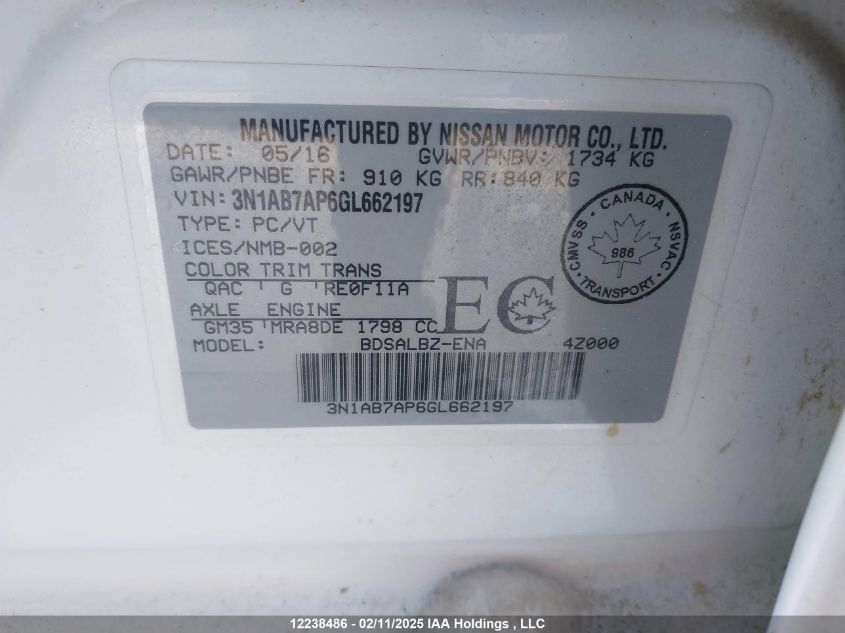 MANUFACTURED BY NISSAN MOTOR CO., LTD.
DATE: 05/16 GVWR/PNBV: 1734 KG
GAWR/PNBE FR: 910 KG RR: 840 KG
VIN: 3N1AB7AP6GL662197
TYPE: PC/VT
ICES/NMB-002
COLOR TRIM TRANS
QAC G RE0F11A
AXLE ENGINE
GM35 MRA8DE 1798 CC
MODEL: BDSALBZ-ENA 4Z000
EC
CANADA
CMVSS
NSVAC
986
TRANSPORT
3N1AB7AP6GL662197
12238486 - 02/11/2025 IAA Holdings , LLC